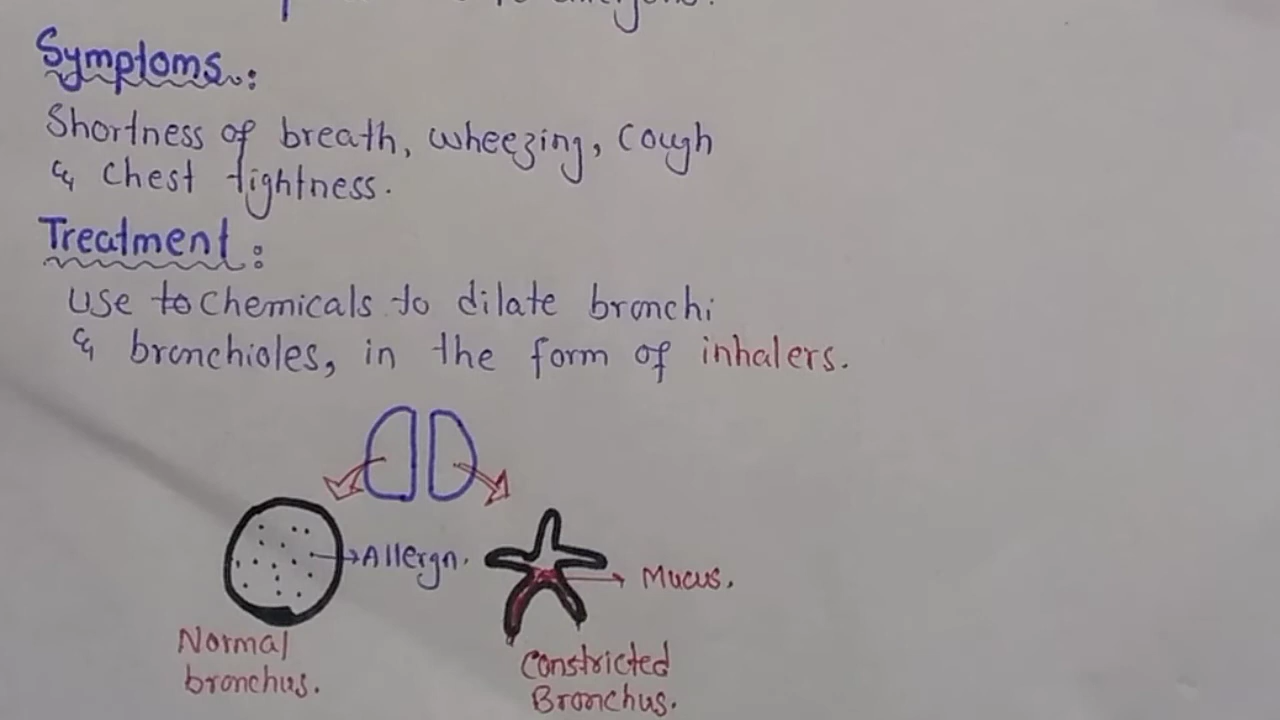 Symptoms:
Shortness of breath, wheezing, cough
& chest tightness.
Treatment:
Use to chemicals to dilate bronchi
& bronchioles, in the form of inhalers.
Allergn.
Mucus.
Normal
bronchus.
Constricted
Bronchus.